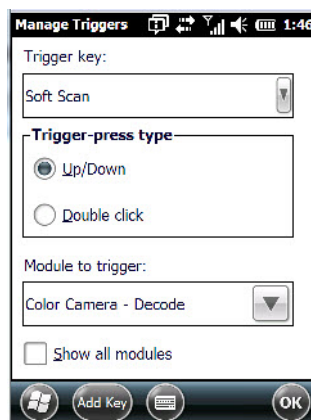 Manage Triggers 1:46
Trigger key:
Soft Scan
Trigger-press type
Up/Down
Double click
Module to trigger:
Color Camera - Decode
Show all modules
Add Key OK